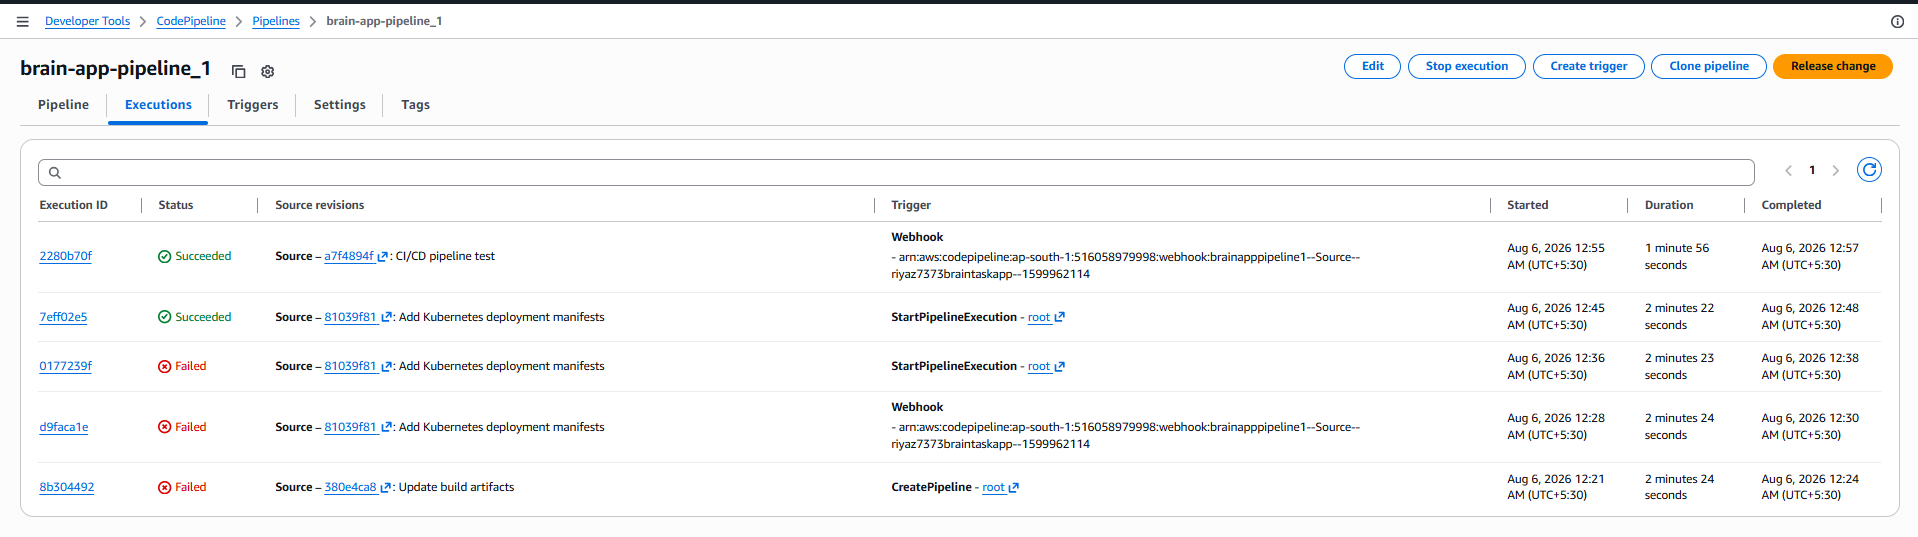 Developer Tools > CodePipeline > Pipelines > brain-app-pipeline_1
brain-app-pipeline_1
Edit Stop execution Create trigger Clone pipeline Release change
Pipeline Executions Triggers Settings Tags
1
Execution ID Status Source revisions Trigger Started Duration Completed
2280b70f Succeeded Source – a7f4894f : CI/CD pipeline test
Webhook
- arn:aws:codepipeline:ap-south-1:516058979998:webhook:brainapppipeline1--Source--
riyaz7373braintaskapp--1599962114
Aug 6, 2026 12:55
AM (UTC+5:30)
1 minute 56
seconds
Aug 6, 2026 12:57
AM (UTC+5:30)
7eff02e5 Succeeded Source – 81039f81 : Add Kubernetes deployment manifests StartPipelineExecution - root
Aug 6, 2026 12:45
AM (UTC+5:30)
2 minutes 22
seconds
Aug 6, 2026 12:48
AM (UTC+5:30)
0177239f Failed Source – 81039f81 : Add Kubernetes deployment manifests StartPipelineExecution - root
Aug 6, 2026 12:36
AM (UTC+5:30)
2 minutes 23
seconds
Aug 6, 2026 12:38
AM (UTC+5:30)
d9faca1e Failed Source – 81039f81 : Add Kubernetes deployment manifests
Webhook
- arn:aws:codepipeline:ap-south-1:516058979998:webhook:brainapppipeline1--Source--
riyaz7373braintaskapp--1599962114
Aug 6, 2026 12:28
AM (UTC+5:30)
2 minutes 24
seconds
Aug 6, 2026 12:30
AM (UTC+5:30)
8b304492 Failed Source – 380e4ca8 : Update build artifacts CreatePipeline - root
Aug 6, 2026 12:21
AM (UTC+5:30)
2 minutes 24
seconds
Aug 6, 2026 12:24
AM (UTC+5:30)